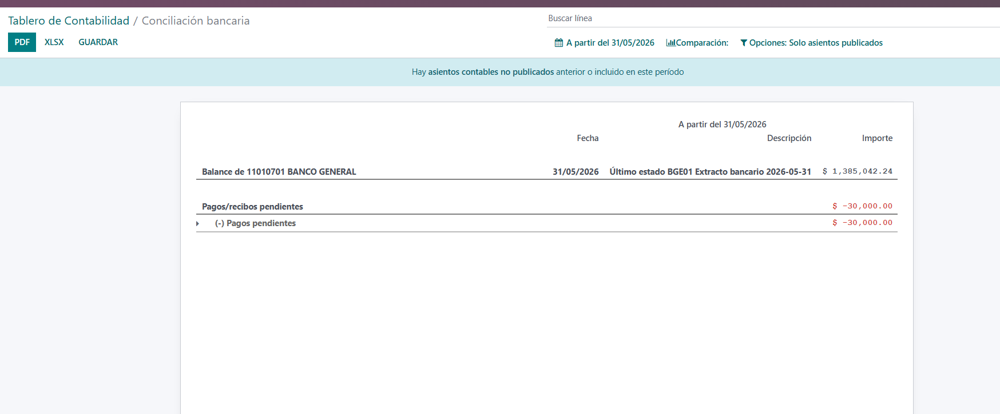 Tablero de Contabilidad / Conciliación bancaria
Buscar línea
PDF XLSX GUARDAR
A partir del 31/05/2026 Comparación: Opciones: Solo asientos publicados
Hay asientos contables no publicados anterior o incluido en este período
A partir del 31/05/2026
Fecha Descripción Importe
Balance de 11010701 BANCO GENERAL 31/05/2026 Último estado BGE01 Extracto bancario 2026-05-31 $ 1,385,042.24
Pagos/recibos pendientes $ -30,000.00
(-) Pagos pendientes $ -30,000.00